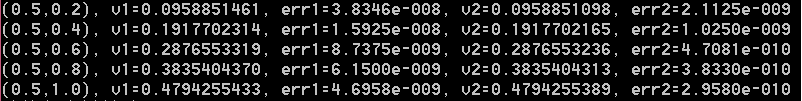 (0.5,0.2), v1=0.0958851461, err1=3.8346e-008, v2=0.0958851098, err2=2.1125e-009
(0.5,0.4), v1=0.1917702314, err1=1.5925e-008, v2=0.1917702165, err2=1.0250e-009
(0.5,0.6), v1=0.2876553319, err1=8.7375e-009, v2=0.2876553236, err2=4.7081e-010
(0.5,0.8), v1=0.3835404370, err1=6.1500e-009, v2=0.3835404313, err2=3.8330e-010
(0.5,1.0), v1=0.4794255433, err1=4.6958e-009, v2=0.4794255389, err2=2.9580e-010